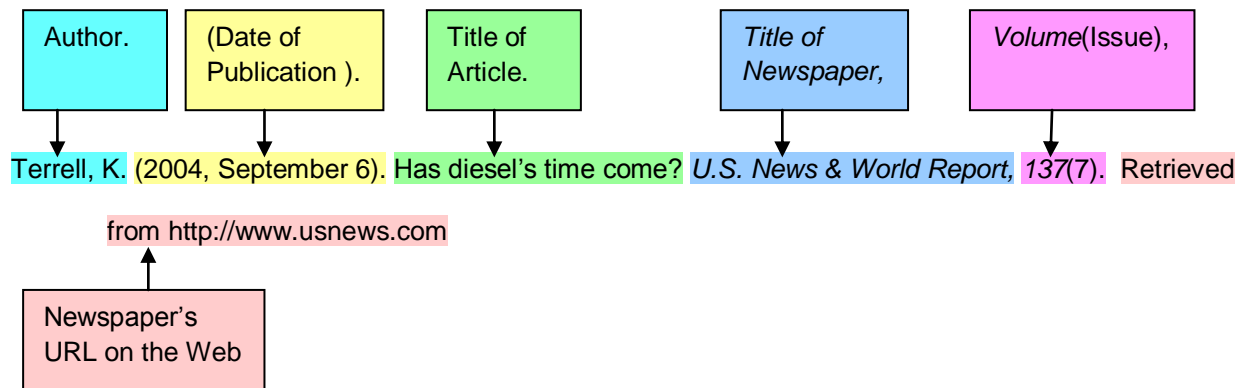 Author.
(Date of
Publication ).
Title of
Article.
Title of
Newspaper,
Volume(Issue),
Terrell, K. (2004, September 6). Has diesel’s time come? U.S. News & World Report, 137(7). Retrieved
from http://www.usnews.com
Newspaper’s
URL on the Web